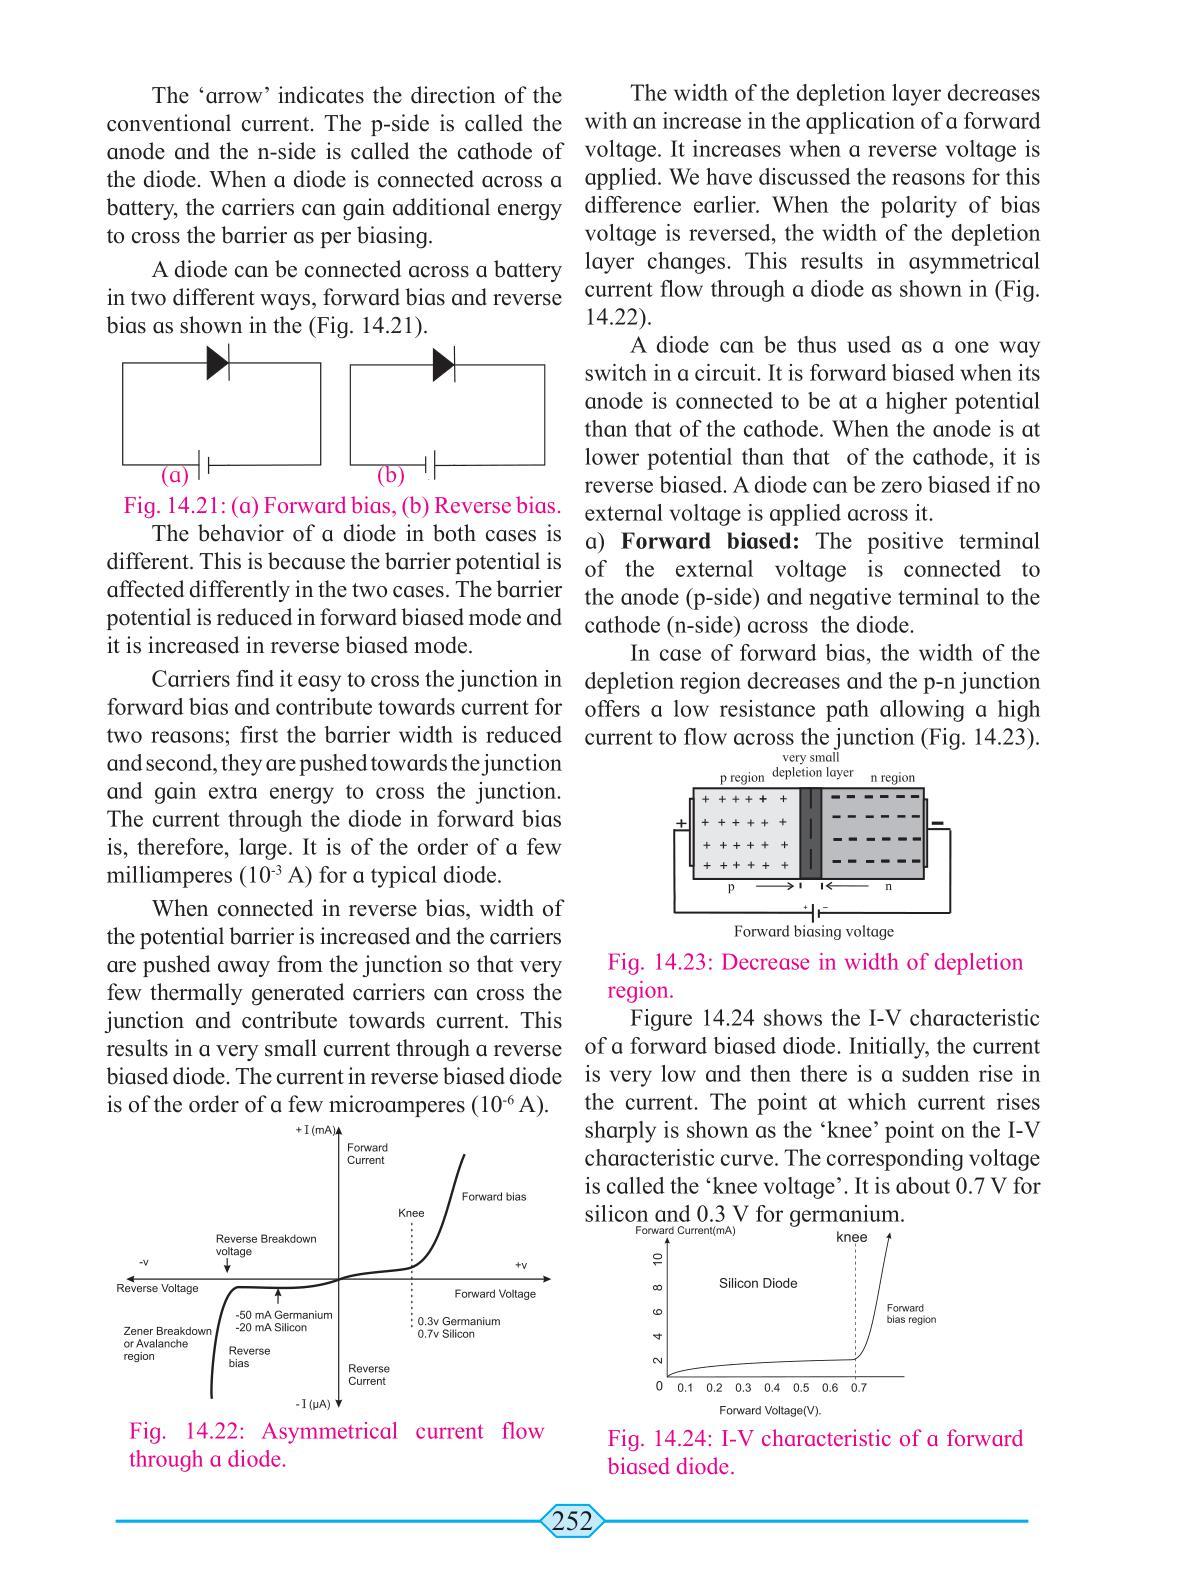 The ‘arrow’ indicates the direction of the
conventional current. The p-side is called the
anode and the n-side is called the cathode of
the diode. When a diode is connected across a
battery, the carriers can gain additional energy
to cross the barrier as per biasing.
A diode can be connected across a battery
in two different ways, forward bias and reverse
bias as shown in the (Fig. 14.21).
(a) (b)
Fig. 14.21: (a) Forward bias, (b) Reverse bias.
The behavior of a diode in both cases is
different. This is because the barrier potential is
affected differently in the two cases. The barrier
potential is reduced in forward biased mode and
it is increased in reverse biased mode.
Carriers find it easy to cross the junction in
forward bias and contribute towards current for
two reasons; first the barrier width is reduced
and second, they are pushed towards the junction
and gain extra energy to cross the junction.
The current through the diode in forward bias
is, therefore, large. It is of the order of a few
milliamperes (10⁻³ A) for a typical diode.
When connected in reverse bias, width of
the potential barrier is increased and the carriers
are pushed away from the junction so that very
few thermally generated carriers can cross the
junction and contribute towards current. This
results in a very small current through a reverse
biased diode. The current in reverse biased diode
is of the order of a few microamperes (10⁻⁶ A).
+ I (mA)
Forward
Current
Forward bias
Knee
Reverse Breakdown
voltage
-v
+v
Reverse Voltage
Forward Voltage
-50 mA Germanium
-20 mA Silicon
0.3v Germanium
0.7v Silicon
Zener Breakdown
or Avalanche
region
Reverse
bias
Reverse
Current
- I (µA)
Fig. 14.22: Asymmetrical current flow
through a diode.
The width of the depletion layer decreases
with an increase in the application of a forward
voltage. It increases when a reverse voltage is
applied. We have discussed the reasons for this
difference earlier. When the polarity of bias
voltage is reversed, the width of the depletion
layer changes. This results in asymmetrical
current flow through a diode as shown in (Fig.
14.22).
A diode can be thus used as a one way
switch in a circuit. It is forward biased when its
anode is connected to be at a higher potential
than that of the cathode. When the anode is at
lower potential than that of the cathode, it is
reverse biased. A diode can be zero biased if no
external voltage is applied across it.
a) Forward biased: The positive terminal
of the external voltage is connected to
the anode (p-side) and negative terminal to the
cathode (n-side) across the diode.
In case of forward bias, the width of the
depletion region decreases and the p-n junction
offers a low resistance path allowing a high
current to flow across the junction (Fig. 14.23).
very small
p region depletion layer n region
+ + + + + +
+ + + + + +
+ + + + + +
+ + + + + +
+ −
p n
+ −
Forward biasing voltage
Fig. 14.23: Decrease in width of depletion
region.
Figure 14.24 shows the I-V characteristic
of a forward biased diode. Initially, the current
is very low and then there is a sudden rise in
the current. The point at which current rises
sharply is shown as the ‘knee’ point on the I-V
characteristic curve. The corresponding voltage
is called the ‘knee voltage’. It is about 0.7 V for
silicon and 0.3 V for germanium.
Forward Current(mA)
knee
10
8
6
4
2
Silicon Diode
Forward
bias region
0 0.1 0.2 0.3 0.4 0.5 0.6 0.7
Forward Voltage(V).
Fig. 14.24: I-V characteristic of a forward
biased diode.
252